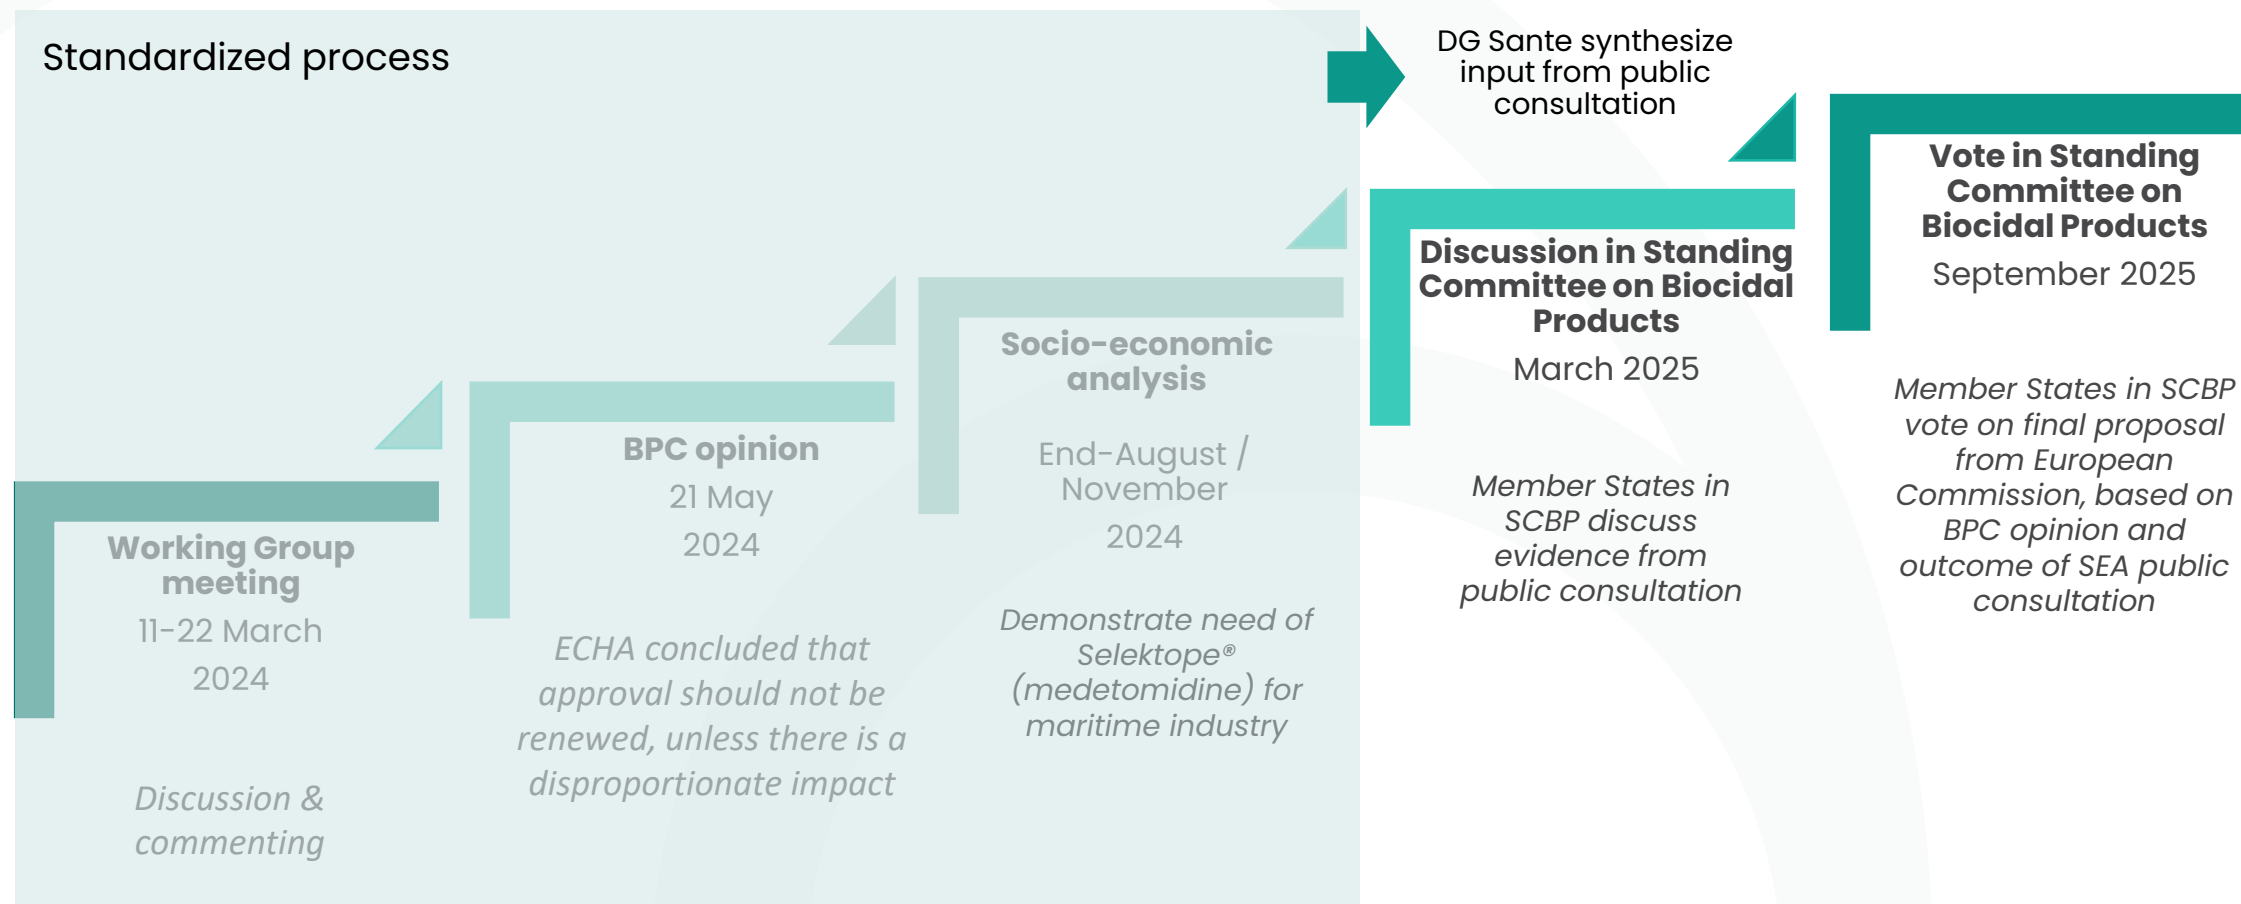 Standardized process
Working Group
meeting
11-22 March
2024
Discussion &
commenting
BPC opinion
21 May
2024
ECHA concluded that
approval should not be
renewed, unless there is a
disproportionate impact
Socio-economic
analysis
End-August /
November
2024
Demonstrate need of
Selektope®
(medetomidine) for
maritime industry
DG Sante synthesize
input from public
consultation
Discussion in Standing
Committee on Biocidal
Products
March 2025
Member States in
SCBP discuss
evidence from
public consultation
Vote in Standing
Committee on
Biocidal Products
September 2025
Member States in SCBP
vote on final proposal
from European
Commission, based on
BPC opinion and
outcome of SEA public
consultation